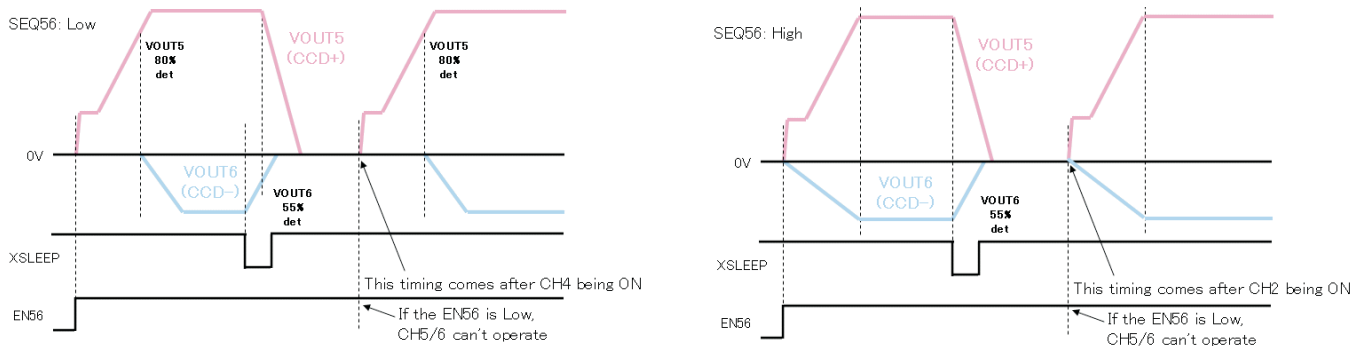 SEQ56: Low
VOUT5
80%
det
VOUT5
(CCD+)
VOUT5
80%
det
0V
VOUT6
(CCD-)
VOUT6
55%
det
XSLEEP
This timing comes after CH4 being ON
EN56
If the EN56 is Low,
CH5/6 can't operate
SEQ56: High
VOUT5
(CCD+)
0V
VOUT6
(CCD-)
VOUT6
55%
det
XSLEEP
This timing comes after CH2 being ON
EN56
If the EN56 is Low,
CH5/6 can't operate